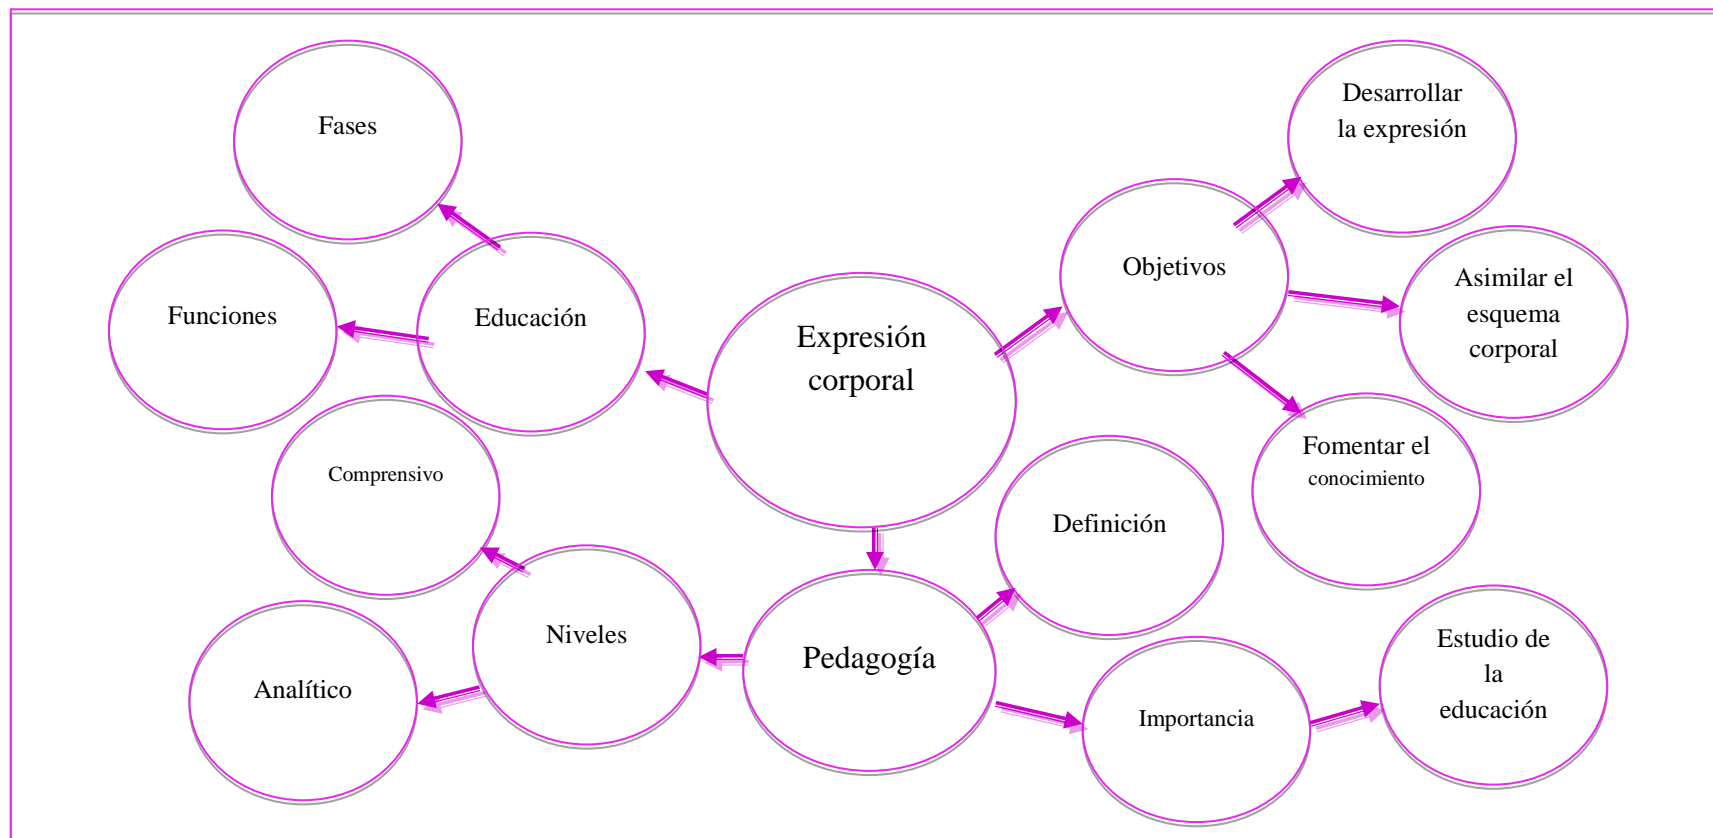 Fases
Funciones
Educación
Comprensivo
Expresión
corporal
Objetivos
Desarrollar
la expresión
Asimilar el
esquema
corporal
Fomentar el
conocimiento
Pedagogía
Definición
Importancia
Estudio de
la
educación
Niveles
Analítico